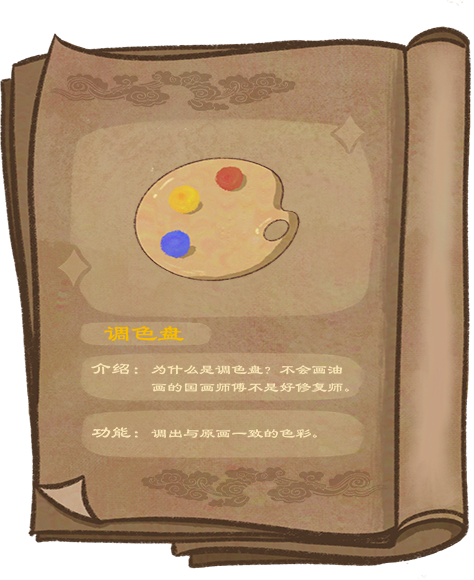 调色盘
介绍：为什么是调色盘？不会画油
画的国画师傅不是好修复师。
功能：调出与原画一致的色彩。